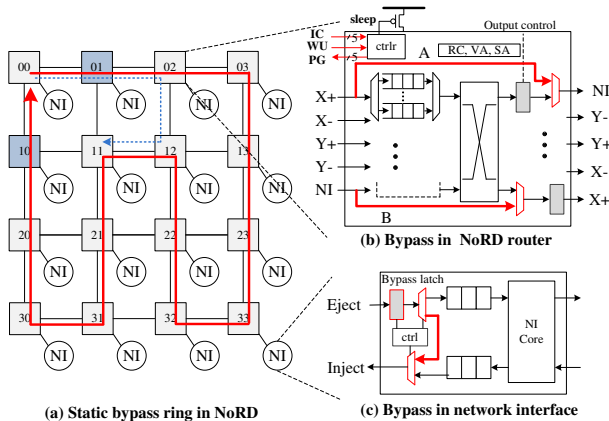 00 01 02 03
NI NI NI NI
10 11 12 13
NI NI NI NI
20 21 22 23
NI NI NI NI
30 31 32 33
NI NI NI NI
(a) Static bypass ring in NoRD
sleep
IC 5
WU
PG 5
ctrlr
Output control
A
RC, VA, SA
X+
X-
Y+
Y-
NI
B
NI
Y-
Y+
X-
X+
(b) Bypass in NoRD router
Bypass latch
Eject
ctrl
Inject
NI
Core
(c) Bypass in network interface